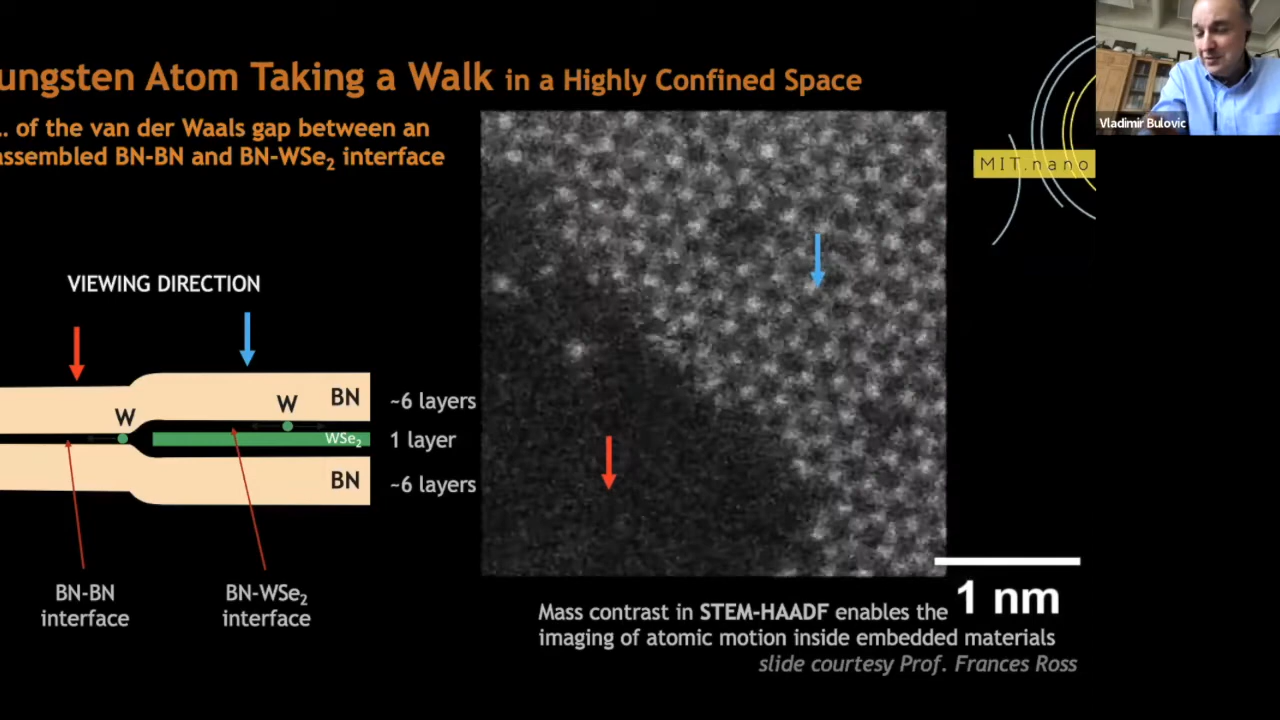 ungsten Atom Taking a Walk in a Highly Confined Space
.. of the van der Waals gap between an
assembled BN-BN and BN-WSe₂ interface
Vladimir Bulovic
MIT.nano
VIEWING DIRECTION
W
W
BN
~6 layers
WSe₂
1 layer
BN
~6 layers
BN-BN
interface
BN-WSe₂
interface
1 nm
Mass contrast in STEM-HAADF enables the
imaging of atomic motion inside embedded materials
slide courtesy Prof. Frances Ross